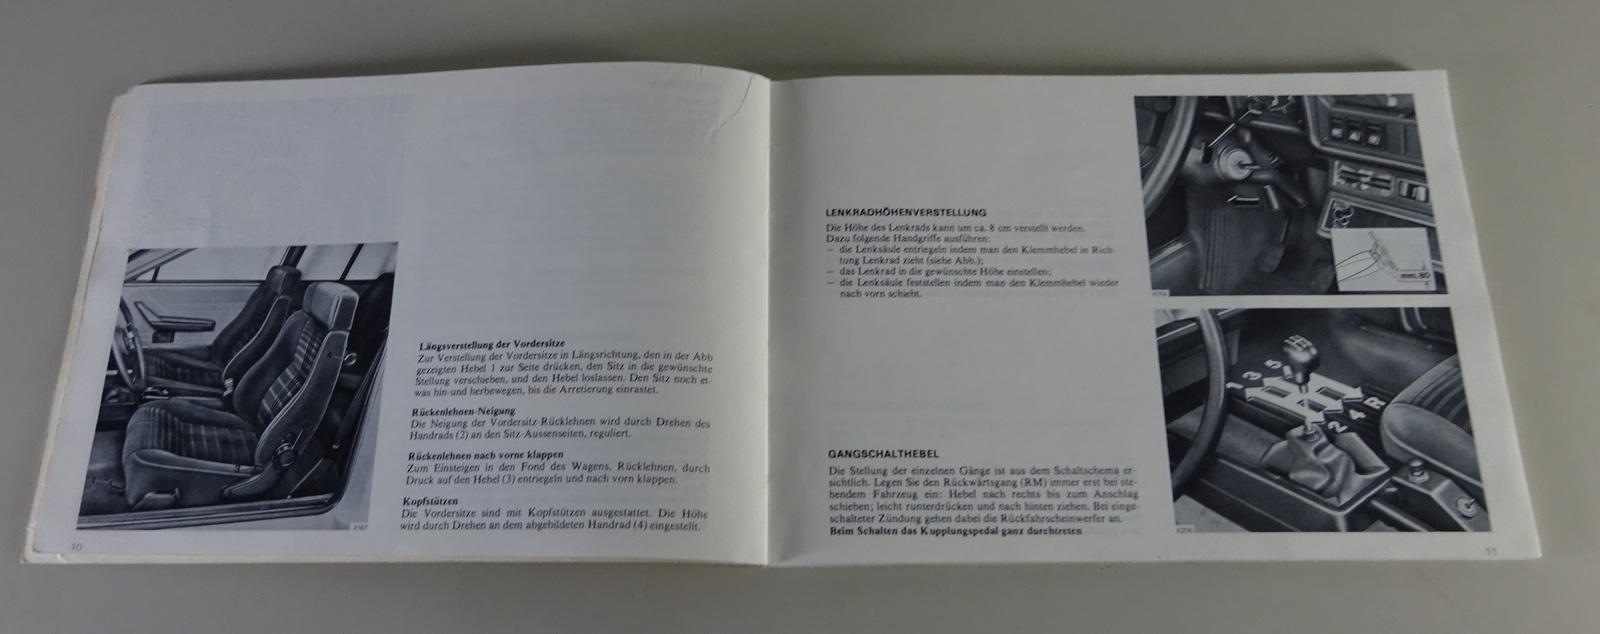 Längsverstellung der Vordersitze
Zur Verstellung der Vordersitze in Längsrichtung, den in der Abb
gezeigten Hebel 1 zur Seite drücken, den Sitz in die gewünschte
Stellung verschieben, und den Hebel loslassen. Den Sitz noch et-
was hin-und herbewegen, bis die Arretierung einrastet.
Rückenlehnen-Neigung
Die Neigung der Vordersitz-Rücklehnen wird durch Drehen des
Handrads (2) an den Sitz-Aussenseiten, reguliert.
Rückenlehnen nach vorne klappen
Zum Einsteigen in den Fond des Wagens, Rücklehnen, durch
Druck auf den Hebel (3) entriegeln und nach vorn klappen.
Kopfstützen
Die Vordersitze sind mit Kopfstützen ausgestattet. Die Höhe
wird durch Drehen an dem abgebildeten Handrad (4) eingestellt.
10
LENKRADHÖHENVERSTELLUNG
Die Höhe des Lenkrads kann um ca. 8 cm verstellt werden.
Dazu folgende Handgriffe ausführen:
— die Lenksäule entriegeln indem man den Klemmhebel in Rich-
tung Lenkrad zieht (siehe Abb.);
— das Lenkrad in die gewünschte Höhe einstellen;
— die Lenksäule feststellen indem man den Klemmhebel wieder
nach vorn schiebt.
mm. 80
GANGSCHALTHEBEL
Die Stellung der einzelnen Gänge ist aus dem Schaltschema er-
sichtlich. Legen Sie den Rückwärtsgang (RM) immer erst bei ste-
hendem Fahrzeug ein: Hebel nach rechts bis zum Anschlag
schieben; leicht runterdrücken und nach hinten ziehen. Bei einge-
schalteter Zündung gehen dabei die Rückfahrscheinwerfer an.
Beim Schalten das Kupplungspedal ganz durchtreten
1 3 5
2 4 R
11